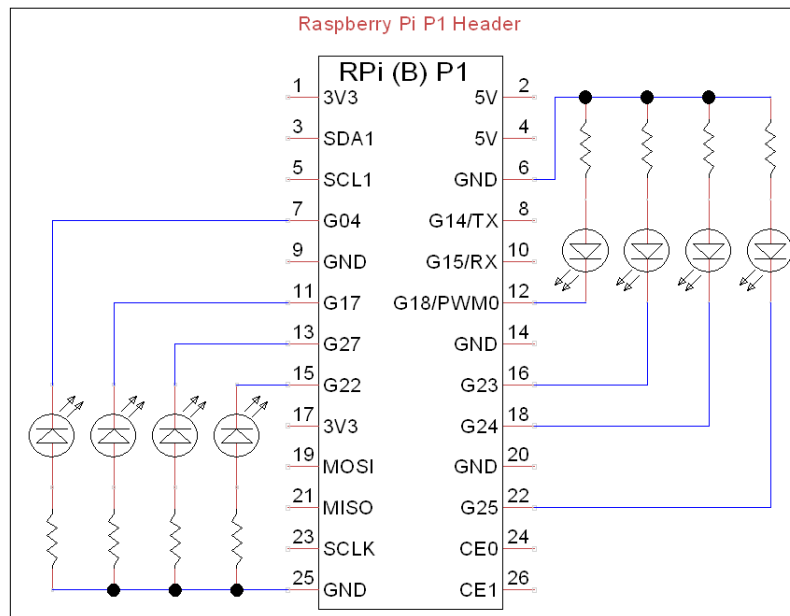 Raspberry Pi P1 Header
RPi (B) P1
1 3V3 5V 2
3 SDA1 5V 4
5 SCL1 GND 6
7 G04 G14/TX 8
9 GND G15/RX 10
11 G17 G18/PWM0 12
13 G27 GND 14
15 G22 G23 16
17 3V3 G24 18
19 MOSI GND 20
21 MISO G25 22
23 SCLK CE0 24
25 GND CE1 26